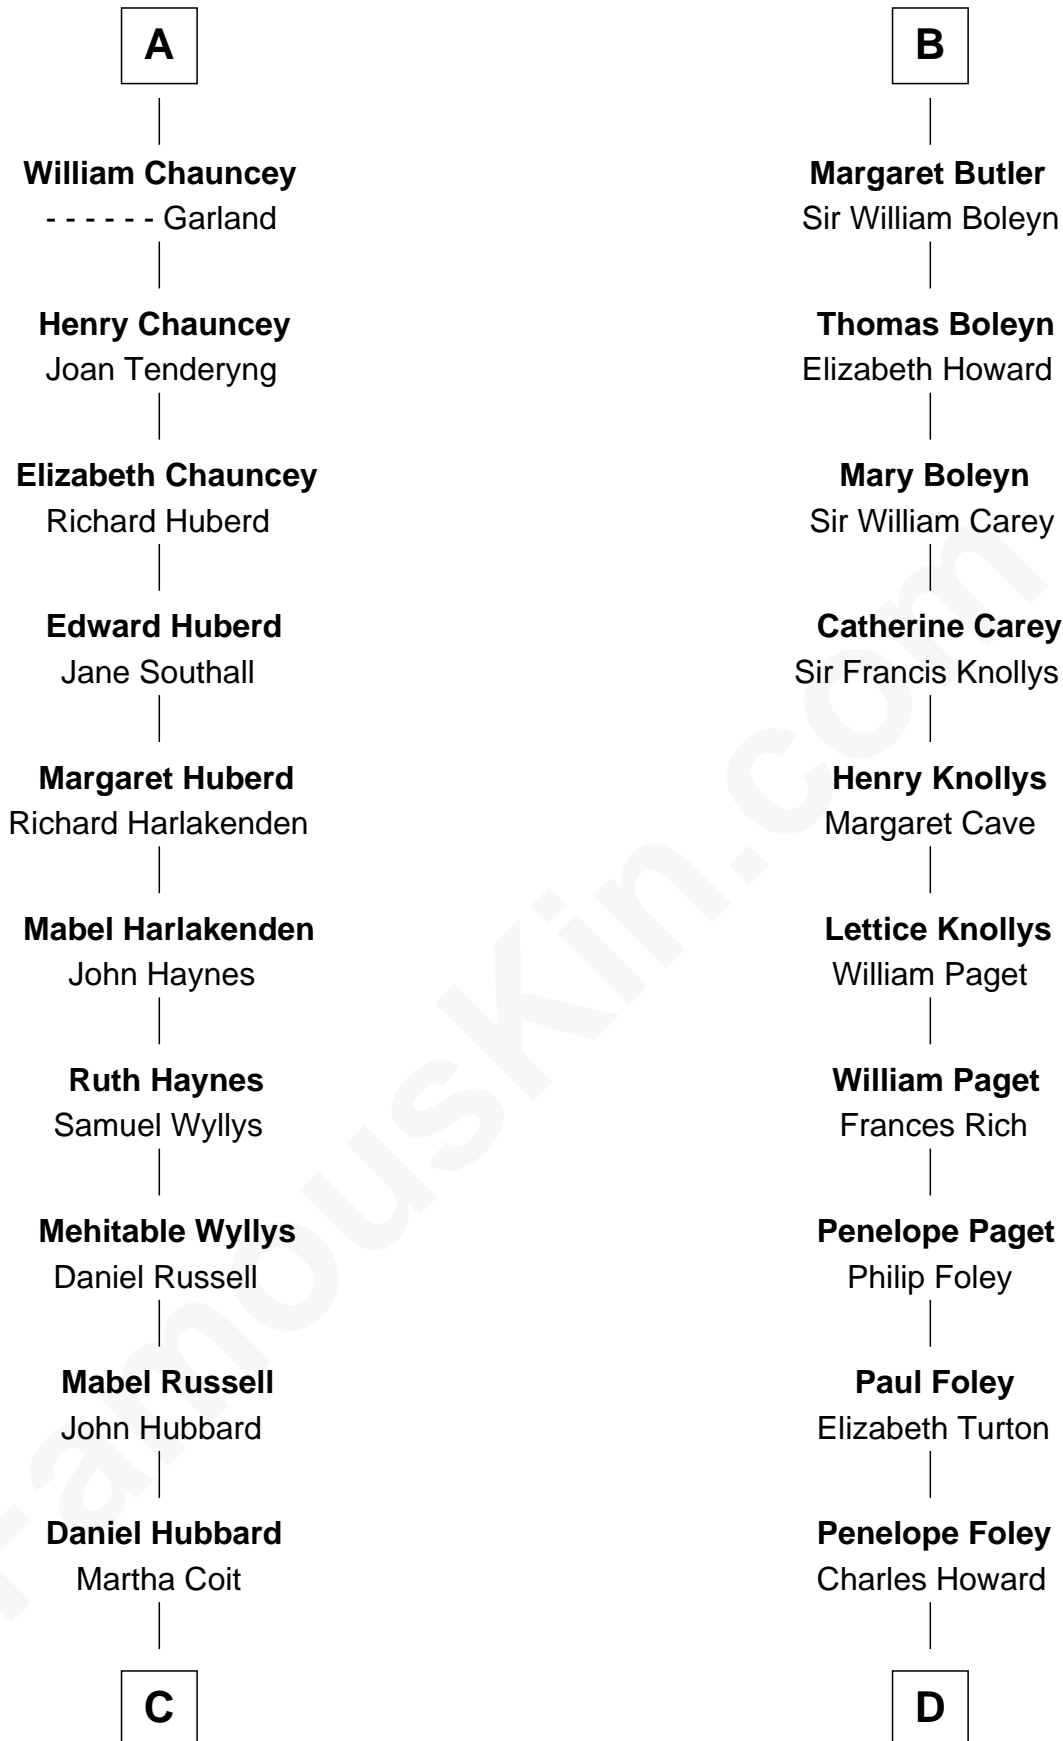 A
William Chauncey
- - - - - - Garland
Henry Chauncey
Joan Tenderyng
Elizabeth Chauncey
Richard Huberd
Edward Huberd
Jane Southall
Margaret Huberd
Richard Harlakenden
Mabel Harlakenden
John Haynes
Ruth Haynes
Samuel Wyllys
Mehitable Wyllys
Daniel Russell
Mabel Russell
John Hubbard
Daniel Hubbard
Martha Coit
C
B
Margaret Butler
Sir William Boleyn
Thomas Boleyn
Elizabeth Howard
Mary Boleyn
Sir William Carey
Catherine Carey
Sir Francis Knollys
Henry Knollys
Margaret Cave
Lettice Knollys
William Paget
William Paget
Frances Rich
Penelope Paget
Philip Foley
Paul Foley
Elizabeth Turton
Penelope Foley
Charles Howard
D
FamousKin.com